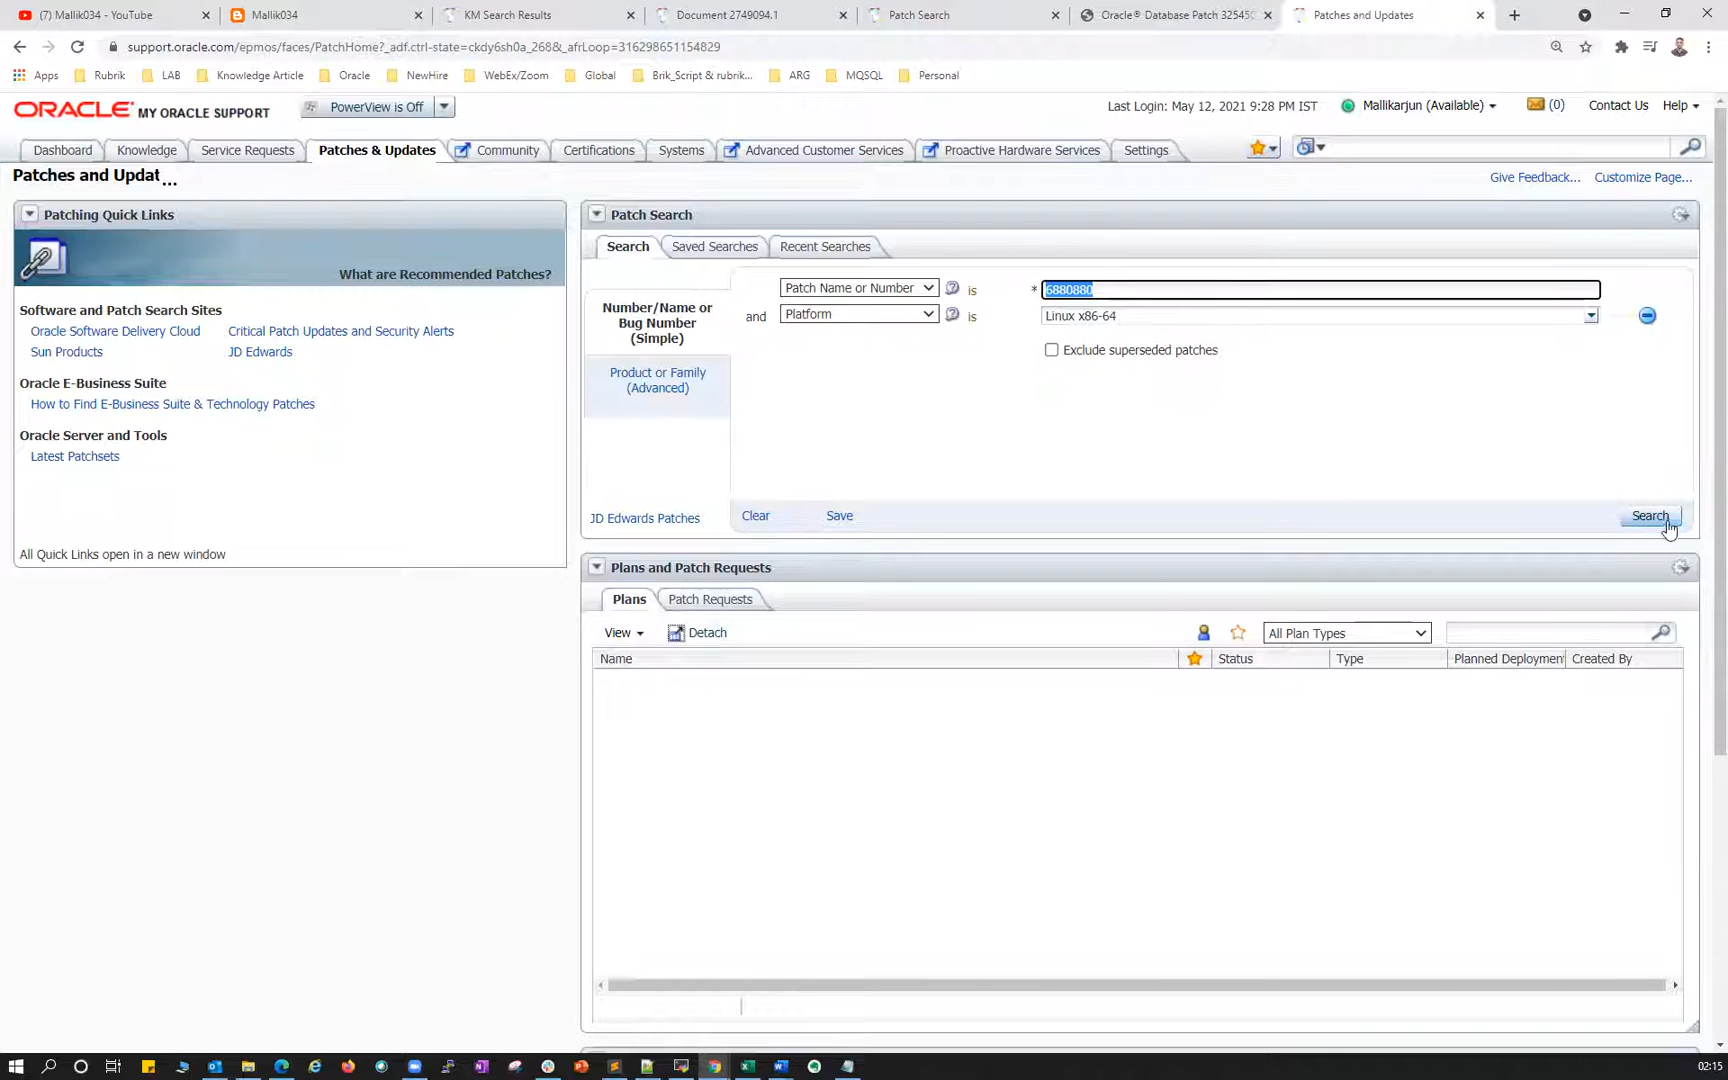 (7) Mallik034 - YouTube
Mallik034
KM Search Results
Document 2749094.1
Patch Search
Oracle® Database Patch 325450
Patches and Updates
support.oracle.com/epmos/faces/PatchHome?_adf.ctrl-state=ckdy6sh0a_268&_afrLoop=316298651154829
Apps Rubrik LAB Knowledge Article Oracle NewHire WebEx/Zoom Global Brik_Script & rubrik... ARG MQSQL Personal
ORACLE MY ORACLE SUPPORT
PowerView is Off
Last Login: May 12, 2021 9:28 PM IST
Mallikarjun (Available)
(0)
Contact Us
Help
Dashboard Knowledge Service Requests Patches & Updates Community Certifications Systems Advanced Customer Services Proactive Hardware Services Settings
Patches and Updat...
Give Feedback... Customize Page...
Patching Quick Links
What are Recommended Patches?
Software and Patch Search Sites
Oracle Software Delivery Cloud Critical Patch Updates and Security Alerts
Sun Products JD Edwards
Oracle E-Business Suite
How to Find E-Business Suite & Technology Patches
Oracle Server and Tools
Latest Patchsets
All Quick Links open in a new window
Patch Search
Search Saved Searches Recent Searches
Number/Name or
Bug Number
(Simple)
Product or Family
(Advanced)
JD Edwards Patches
Patch Name or Number is * 6880880
and Platform is Linux x86-64
Exclude superseded patches
Clear Save Search
Plans and Patch Requests
Plans Patch Requests
View Detach All Plan Types
Name Status Type Planned Deployment Created By
02:15